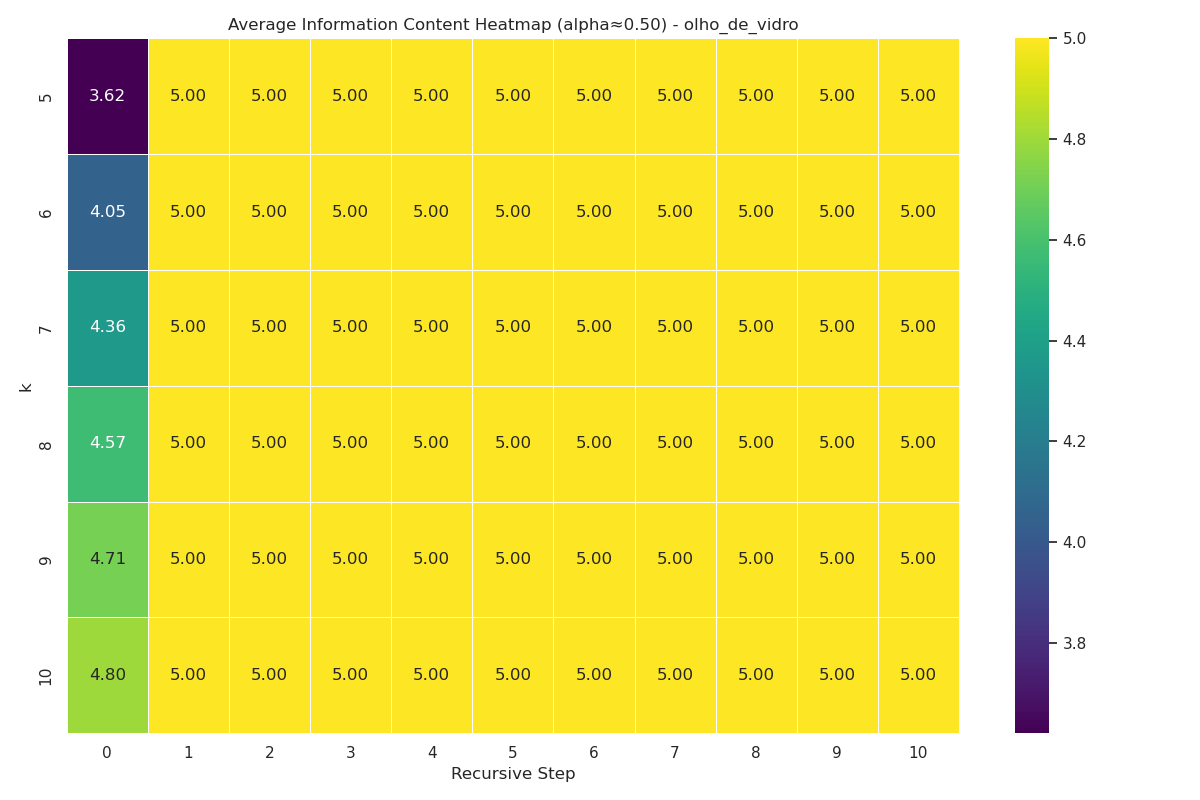 Average Information Content Heatmap (alpha≈0.50) - olho_de_vidro
5 3.62 5.00 5.00 5.00 5.00 5.00 5.00 5.00 5.00 5.00 5.00
6 4.05 5.00 5.00 5.00 5.00 5.00 5.00 5.00 5.00 5.00 5.00
7 4.36 5.00 5.00 5.00 5.00 5.00 5.00 5.00 5.00 5.00 5.00
k
8 4.57 5.00 5.00 5.00 5.00 5.00 5.00 5.00 5.00 5.00 5.00
9 4.71 5.00 5.00 5.00 5.00 5.00 5.00 5.00 5.00 5.00 5.00
10 4.80 5.00 5.00 5.00 5.00 5.00 5.00 5.00 5.00 5.00 5.00
0 1 2 3 4 5 6 7 8 9 10
Recursive Step
5.0
4.8
4.6
4.4
4.2
4.0
3.8